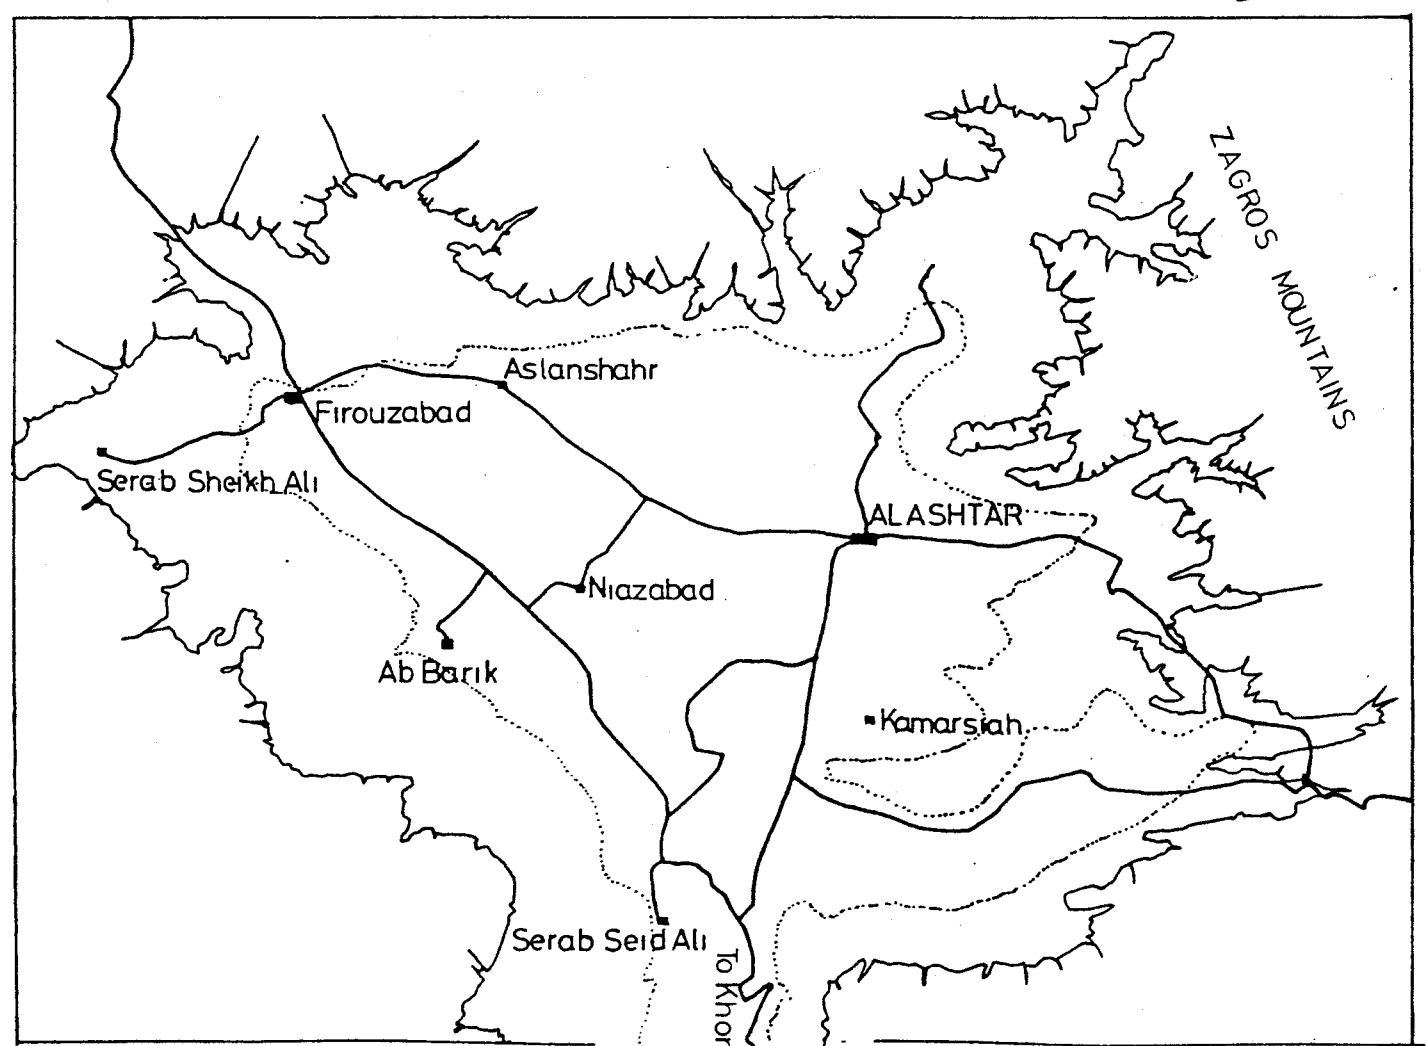 ZAGROS MOUNTAINS
Aslanshahr
Firouzabad
Serab Sheikh Ali
ALASHTAR
Niazabad
Ab Barik
Kamarsiah
Serab Seid Ali
To Khor